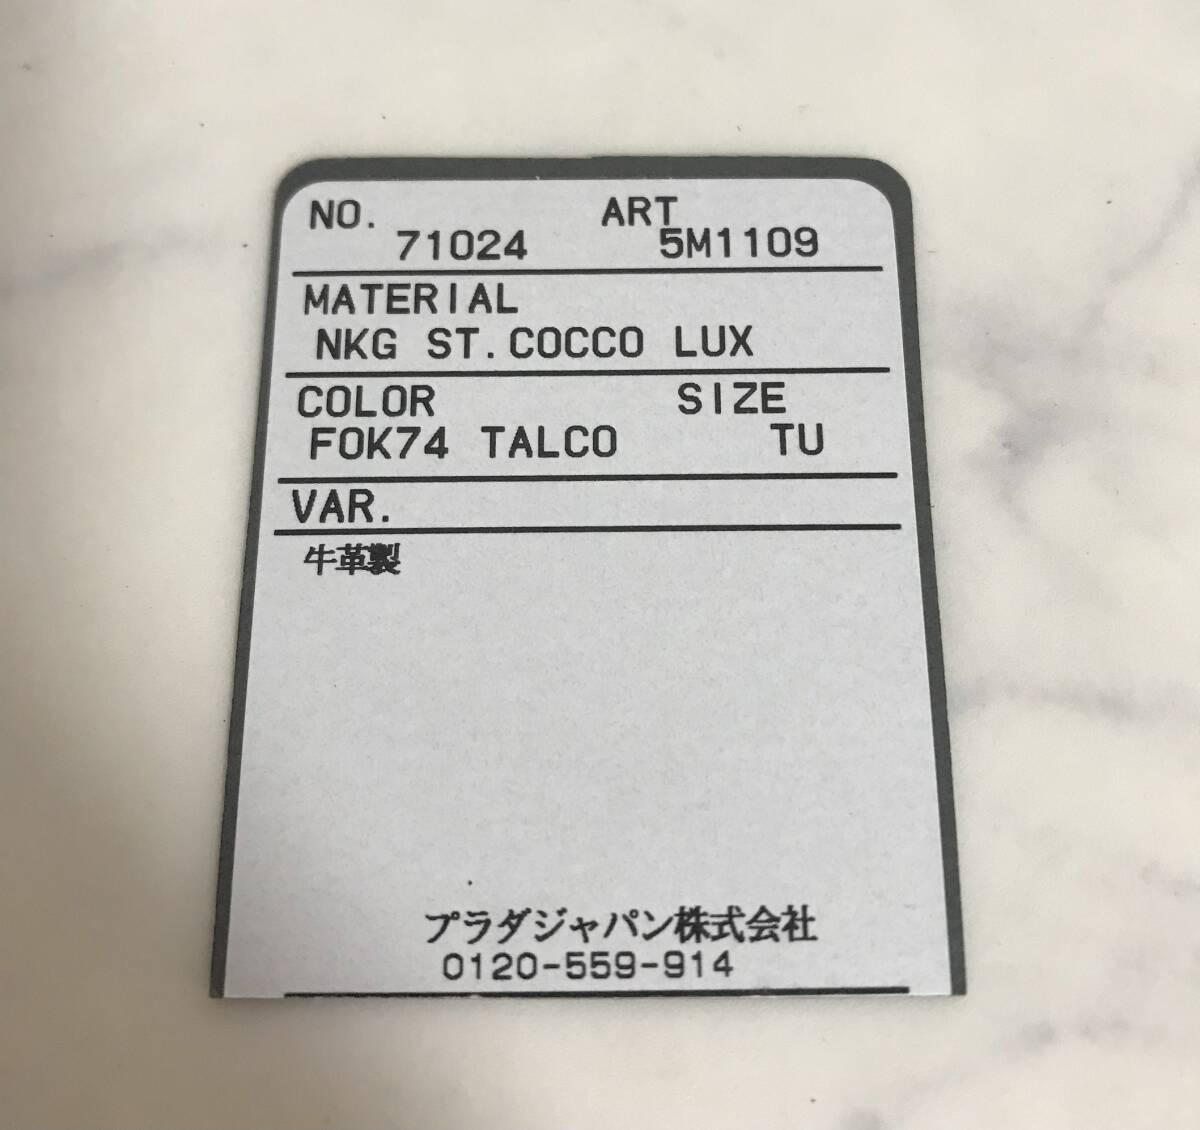 NO. ART
71024 5M1109
MATERIAL
NKG ST.COCCO LUX
COLOR SIZE
F0K74 TALCO TU
VAR.
牛革製
プラダジャパン株式会社
0120-559-914